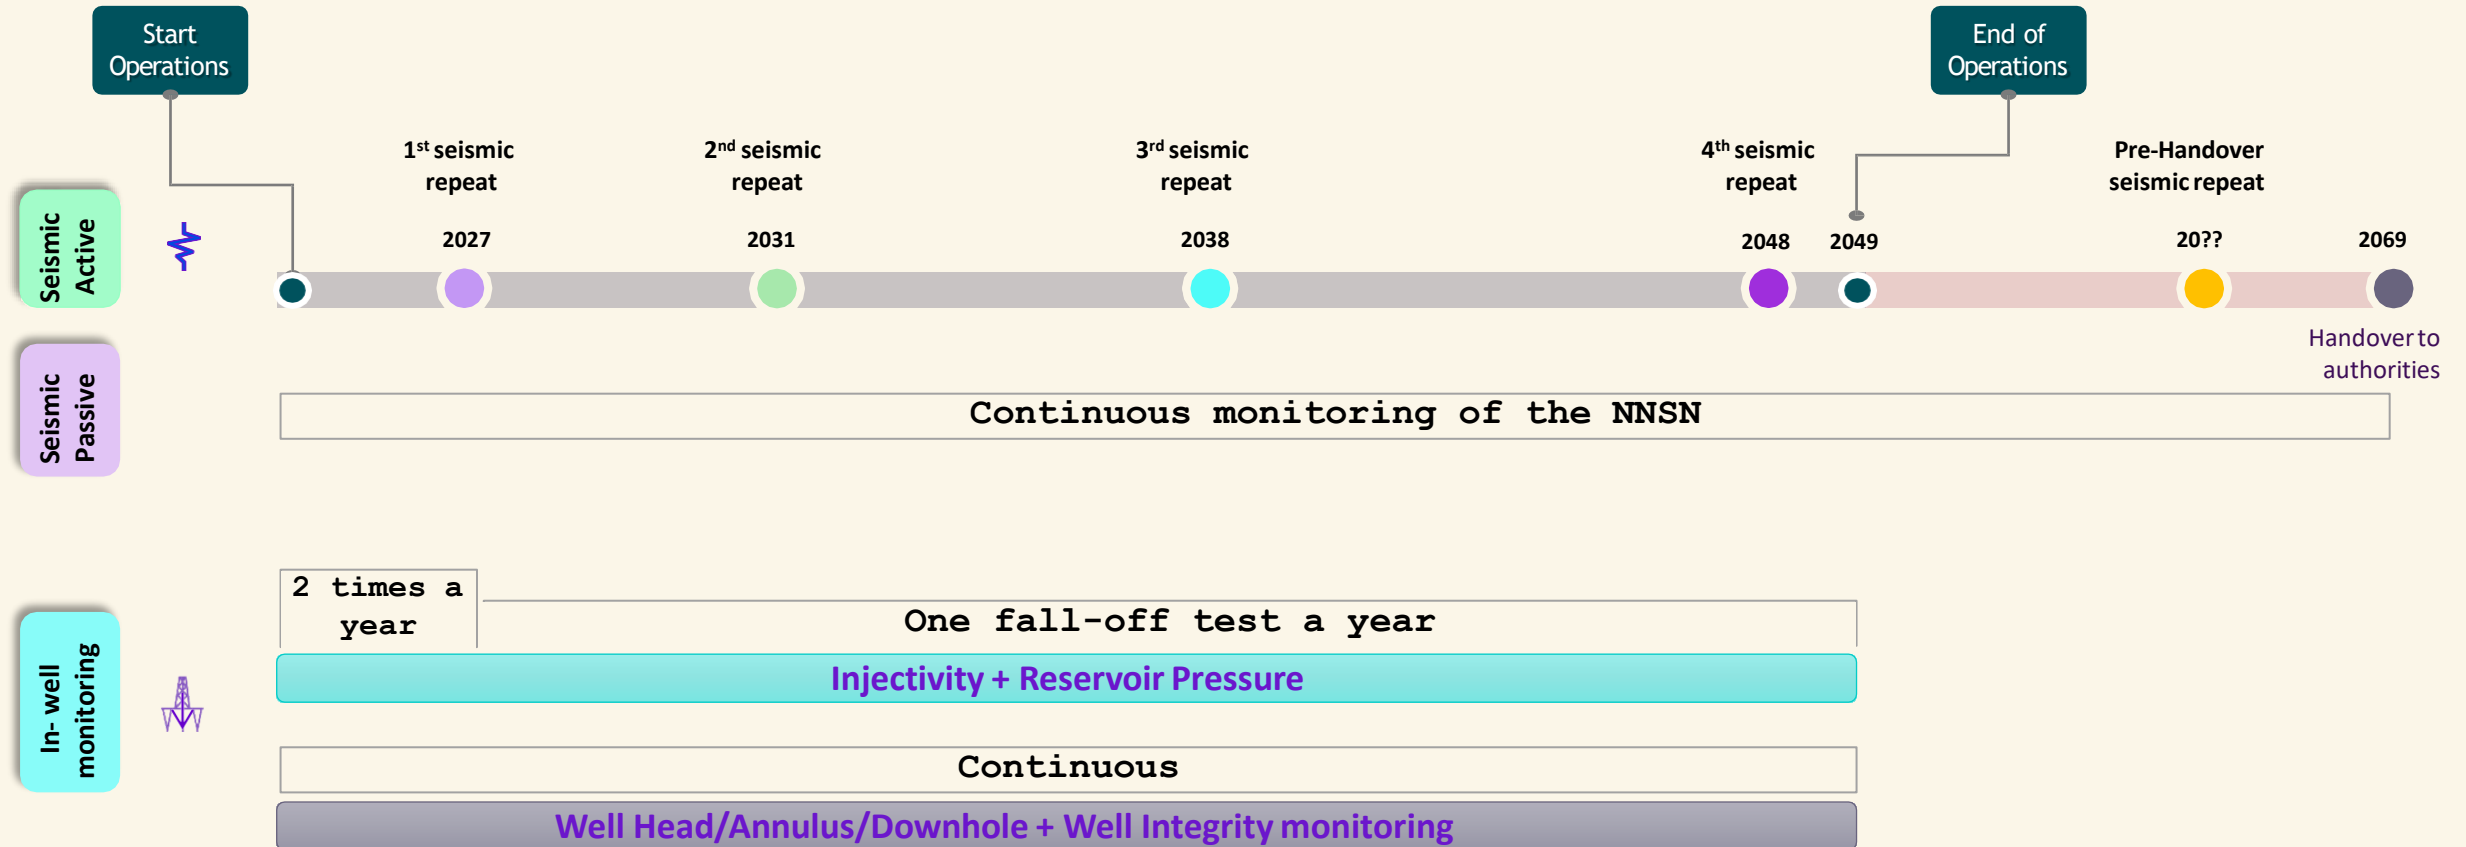 Start
Operations
End of
Operations
1st seismic
repeat
2nd seismic
repeat
3rd seismic
repeat
4th seismic
repeat
Pre-Handover
seismic repeat
Seismic
Active
2027
2031
2038
2048
2049
20??
2069
Handover to
authorities
Seismic
Passive
Continuous monitoring of the NNSN
In- well
monitoring
2 times a
year
One fall-off test a year
Injectivity + Reservoir Pressure
Continuous
Well Head/Annulus/Downhole + Well Integrity monitoring